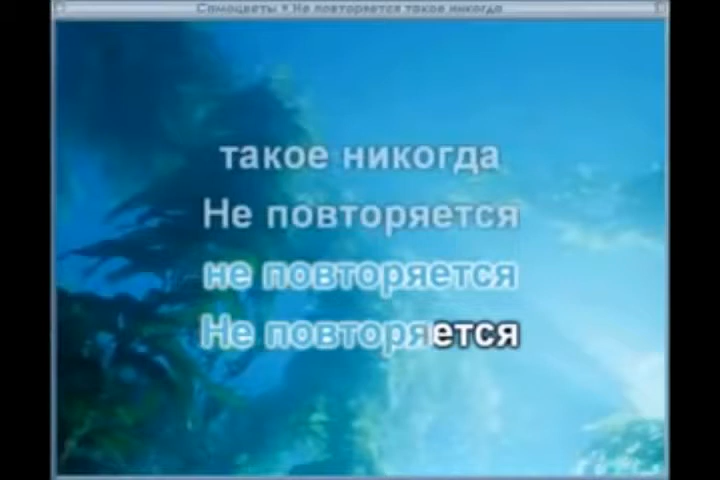 Самоцветы * Не повторяется такое никогда
такое никогда
Не повторяется
не повторяется
Не повторяется